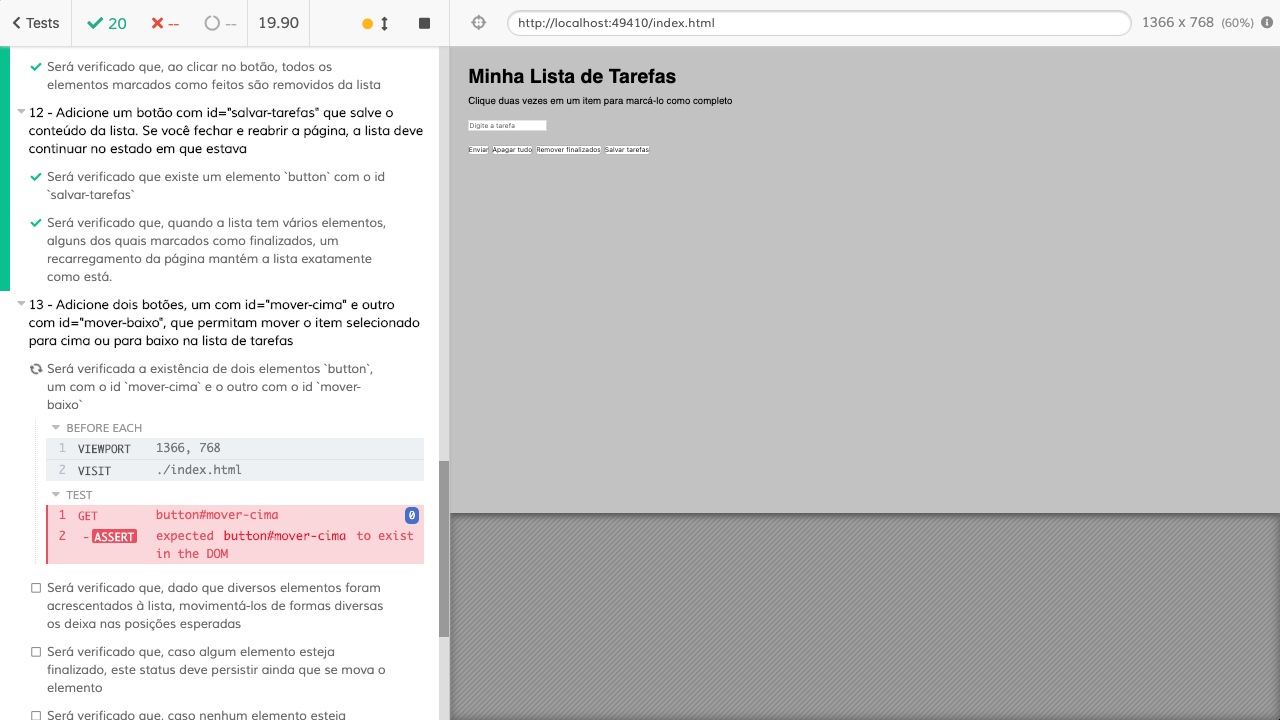 Tests
20
--
--
19.90
http://localhost:49410/index.html
1366 x 768 (60%)
Será verificado que, ao clicar no botão, todos os
elementos marcados como feitos são removidos da lista
12 - Adicione um botão com id="salvar-tarefas" que salve o
conteúdo da lista. Se você fechar e reabrir a página, a lista deve
continuar no estado em que estava
Será verificado que existe um elemento `button` com o id
`salvar-tarefas`
Será verificado que, quando a lista tem vários elementos,
alguns dos quais marcados como finalizados, um
recarregamento da página mantém a lista exatamente
como está.
13 - Adicione dois botões, um com id="mover-cima" e outro
com id="mover-baixo", que permitam mover o item selecionado
para cima ou para baixo na lista de tarefas
Será verificada a existência de dois elementos `button`,
um com o id `mover-cima` e o outro com o id `mover-
baixo`
BEFORE EACH
1 VIEWPORT 1366, 768
2 VISIT ./index.html
TEST
1 GET button#mover-cima 0
2 -ASSERT expected button#mover-cima to exist
in the DOM
Será verificado que, dado que diversos elementos foram
acrescentados à lista, movimentá-los de formas diversas
os deixa nas posições esperadas
Será verificado que, caso algum elemento esteja
finalizado, este status deve persistir ainda que se mova o
elemento
Será verificado que, caso nenhum elemento esteja
Minha Lista de Tarefas
Clique duas vezes em um item para marcá-lo como completo
Digite a tarefa
Enviar Apagar tudo Remover finalizados Salvar tarefas